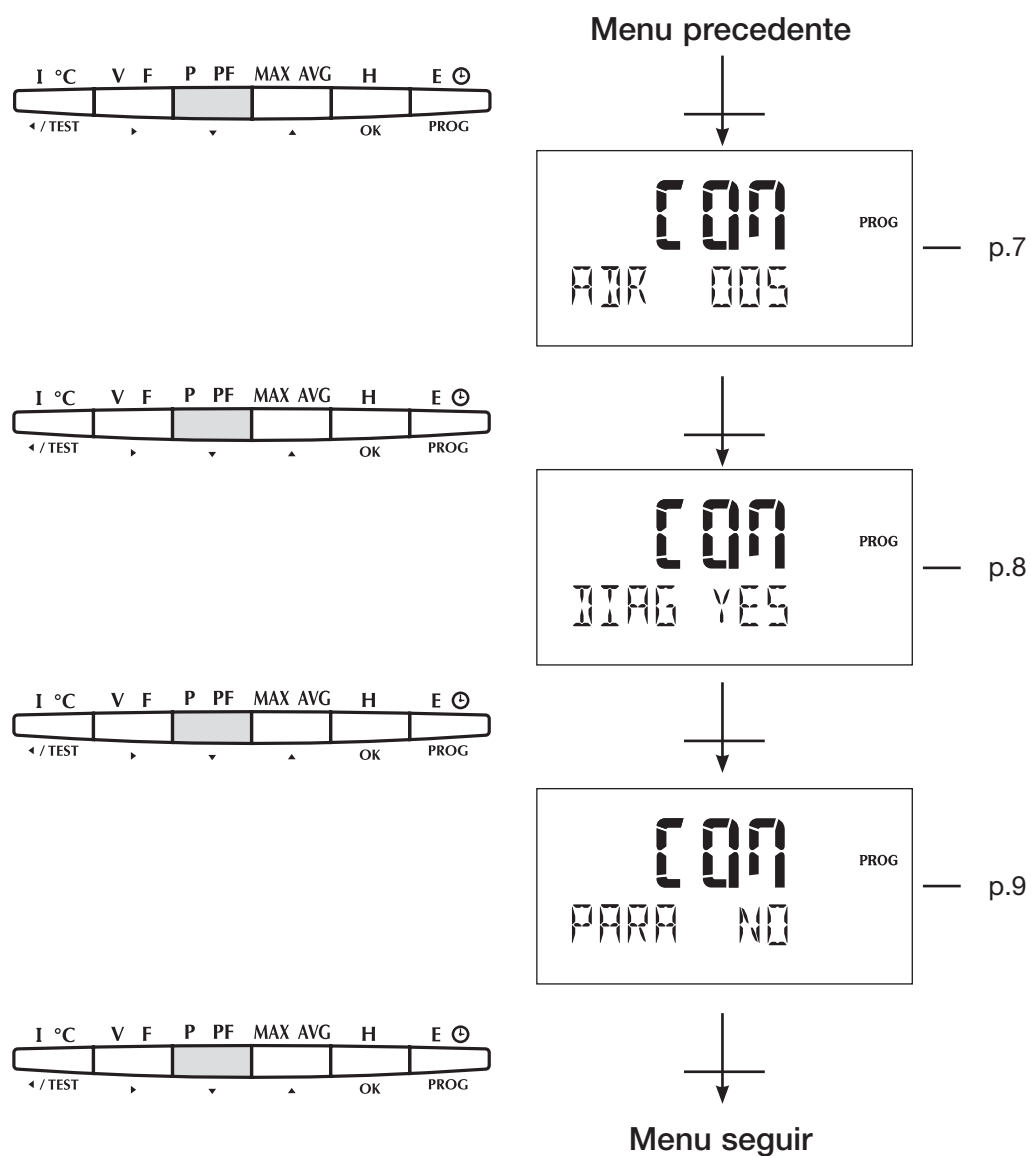 Menu precedente
I °C V F P PF MAX AVG H E
/ TEST OK PROG
COM
PROG
p.7
ADR 005
I °C V F P PF MAX AVG H E
/ TEST OK PROG
COM
PROG
p.8
DIAG YES
I °C V F P PF MAX AVG H E
/ TEST OK PROG
COM
PROG
p.9
PARA NO
I °C V F P PF MAX AVG H E
/ TEST OK PROG
Menu seguir